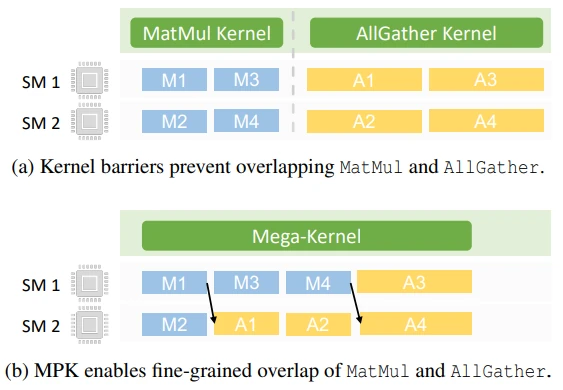 MatMul Kernel AllGather Kernel
SM 1 M1 M3 A1 A3
SM 2 M2 M4 A2 A4
(a) Kernel barriers prevent overlapping MatMul and AllGather.
Mega-Kernel
SM 1 M1 M3 M4 A3
SM 2 M2 A1 A2 A4
(b) MPK enables fine-grained overlap of MatMul and AllGather.